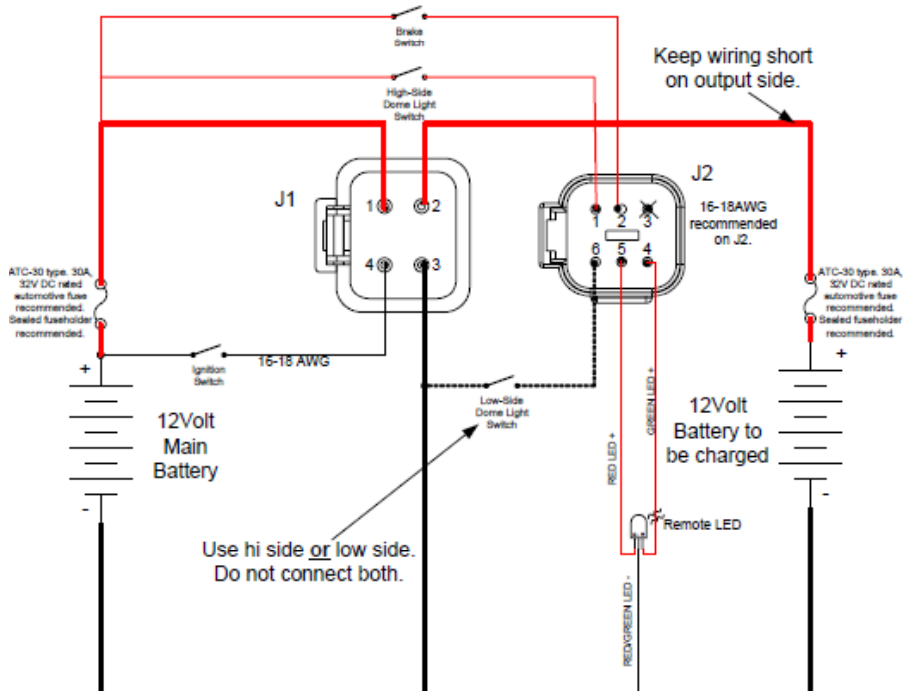 Brake
Switch
Keep wiring short
on output side.
High-Side
Dome Light
Switch
J1
1
2
4
3
J2
1
2
3
6
5
4
16-18AWG
recommended
on J2.
ATC-30 type. 30A,
32V DC rated
automotive fuse
recommended.
Sealed fuseholder
recommended.
ATC-30 type. 30A,
32V DC rated
automotive fuse
recommended.
Sealed fuseholder
recommended.
+
Ignition
Switch
16-18 AWG
12Volt
Main
Battery
-
Low-Side
Dome Light
Switch
RED LED +
GREEN LED +
+
12Volt
Battery to
be charged
-
Remote LED
Use hi side or low side.
Do not connect both.
RED/GREEN LED -